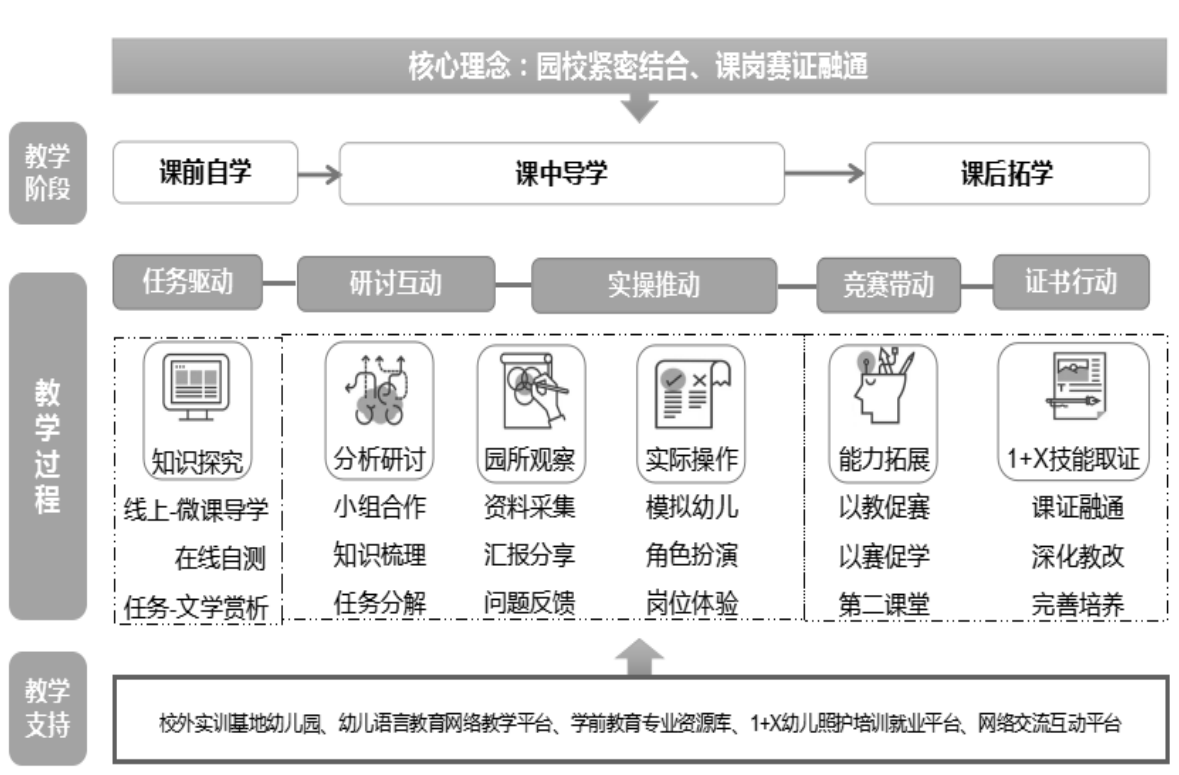 核心理念：园校紧密结合、课岗赛证融通
教学
阶段
课前自学
课中导学
课后拓学
任务驱动
研讨互动
实操推动
竞赛带动
证书行动
教
学
过
程
知识探究
分析研讨
园所观察
实际操作
能力拓展
1+X技能取证
线上-微课导学
小组合作
资料采集
模拟幼儿
以教促赛
课证融通
在线自测
知识梳理
汇报分享
角色扮演
以赛促学
深化教改
任务-文学赏析
任务分解
问题反馈
岗位体验
第二课堂
完善培养
教学
支持
校外实训基地幼儿园、幼儿语言教育网络教学平台、学前教育专业资源库、1+X幼儿照护培训就业平台、网络交流互动平台